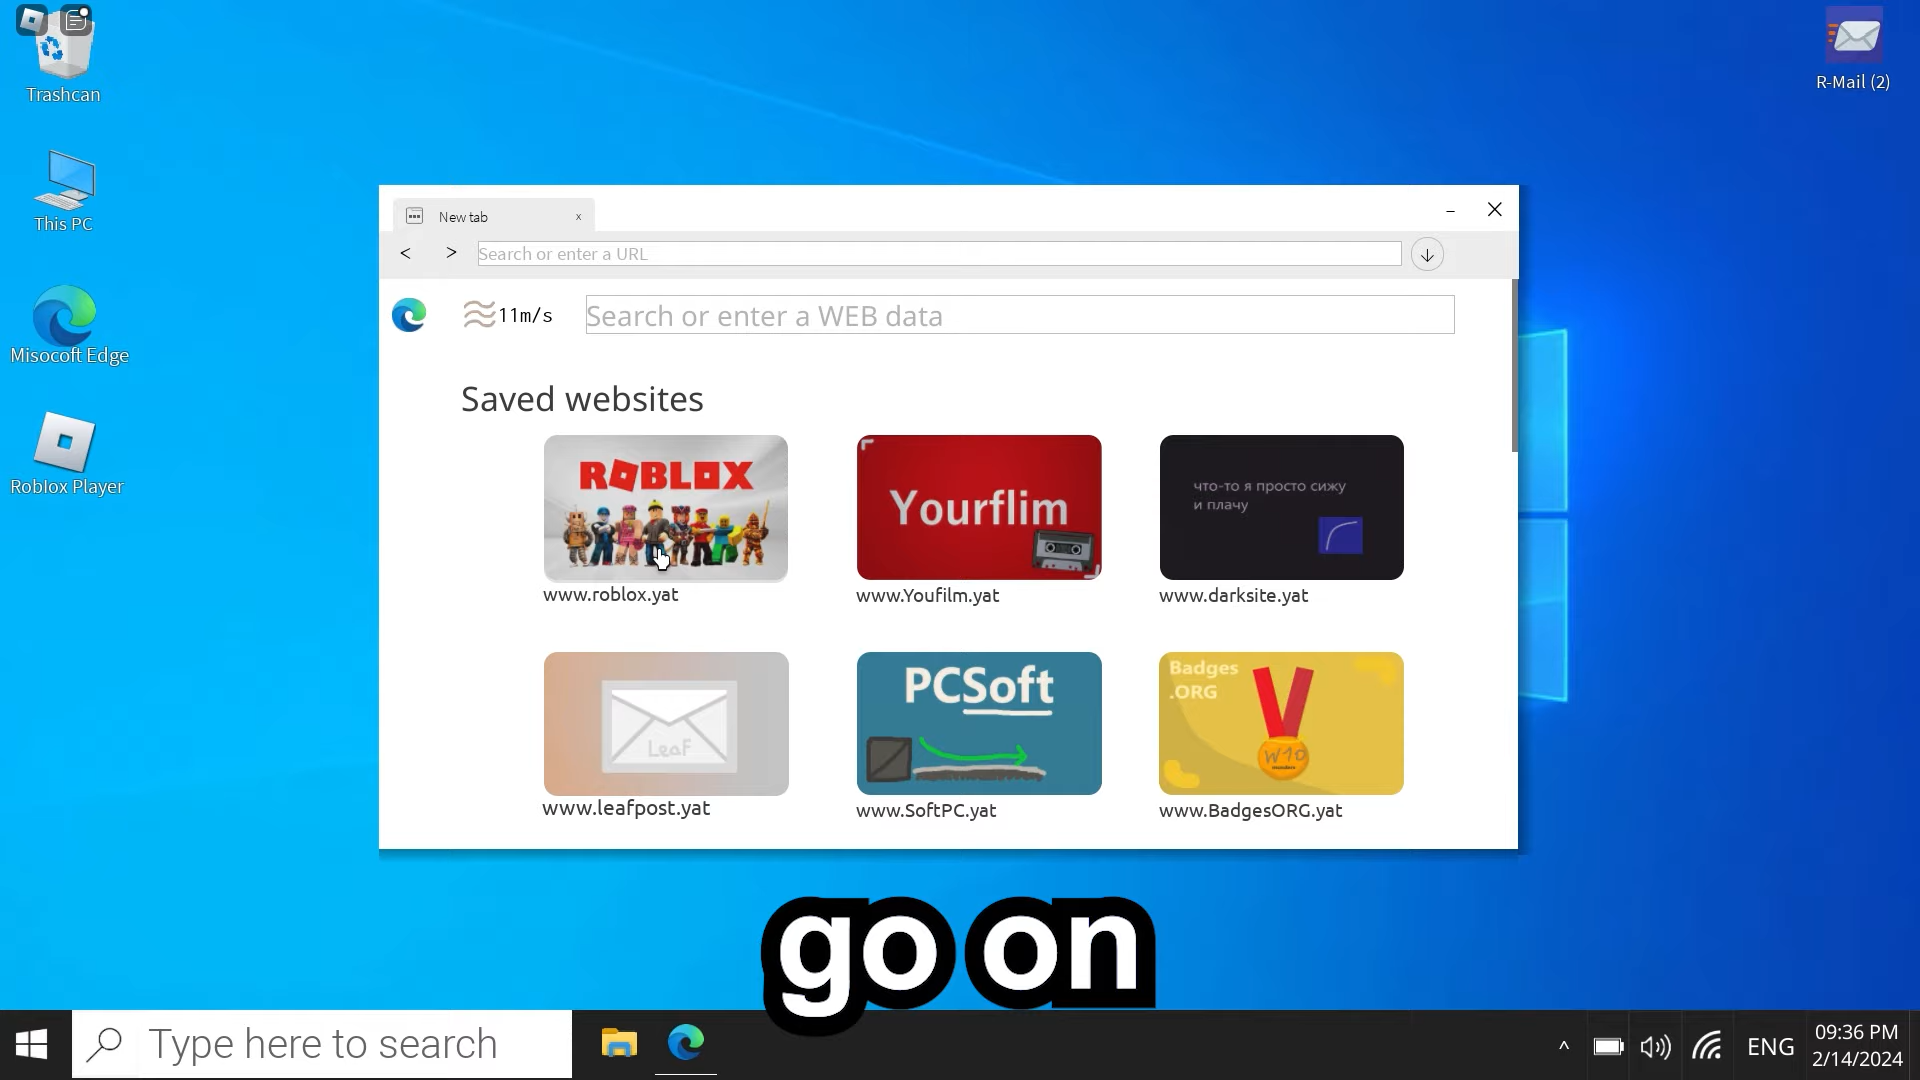 Trashcan
R-Mail (2)
This PC
Misocoft Edge
Roblox Player
New tab
x
Search or enter a URL
11m/s
Search or enter a WEB data
Saved websites
ROBLOX
Yourflim
что-то я просто сижу
и плачу
www.roblox.yat
www.Youfilm.yat
www.darksite.yat
Leaf
PCSoft
Badges
.ORG
W10
www.leafpost.yat
www.SoftPC.yat
www.BadgesORG.yat
go on
Type here to search
ENG
09:36 PM
2/14/2024